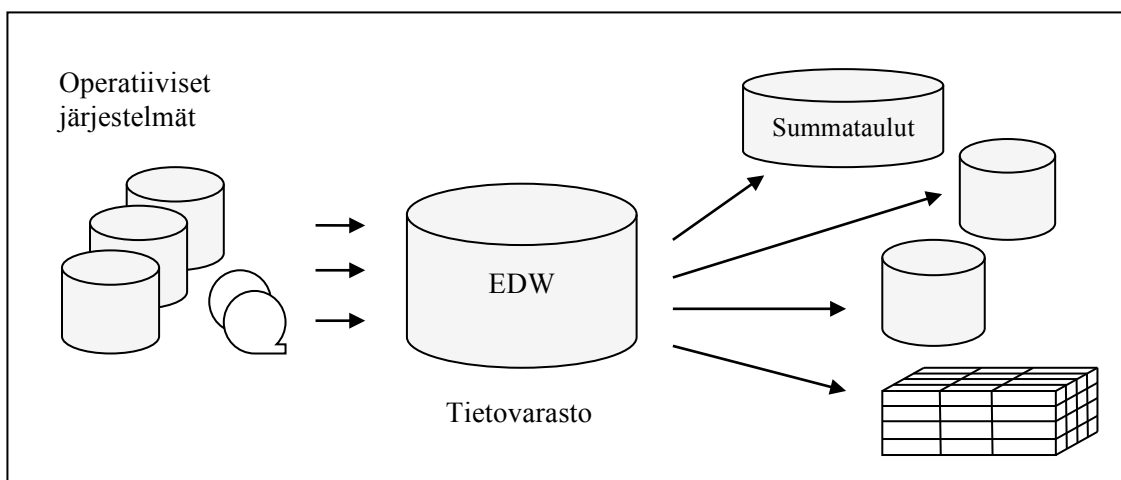 Operatiiviset
järjestelmät
Summataulut
EDW
Tietovarasto